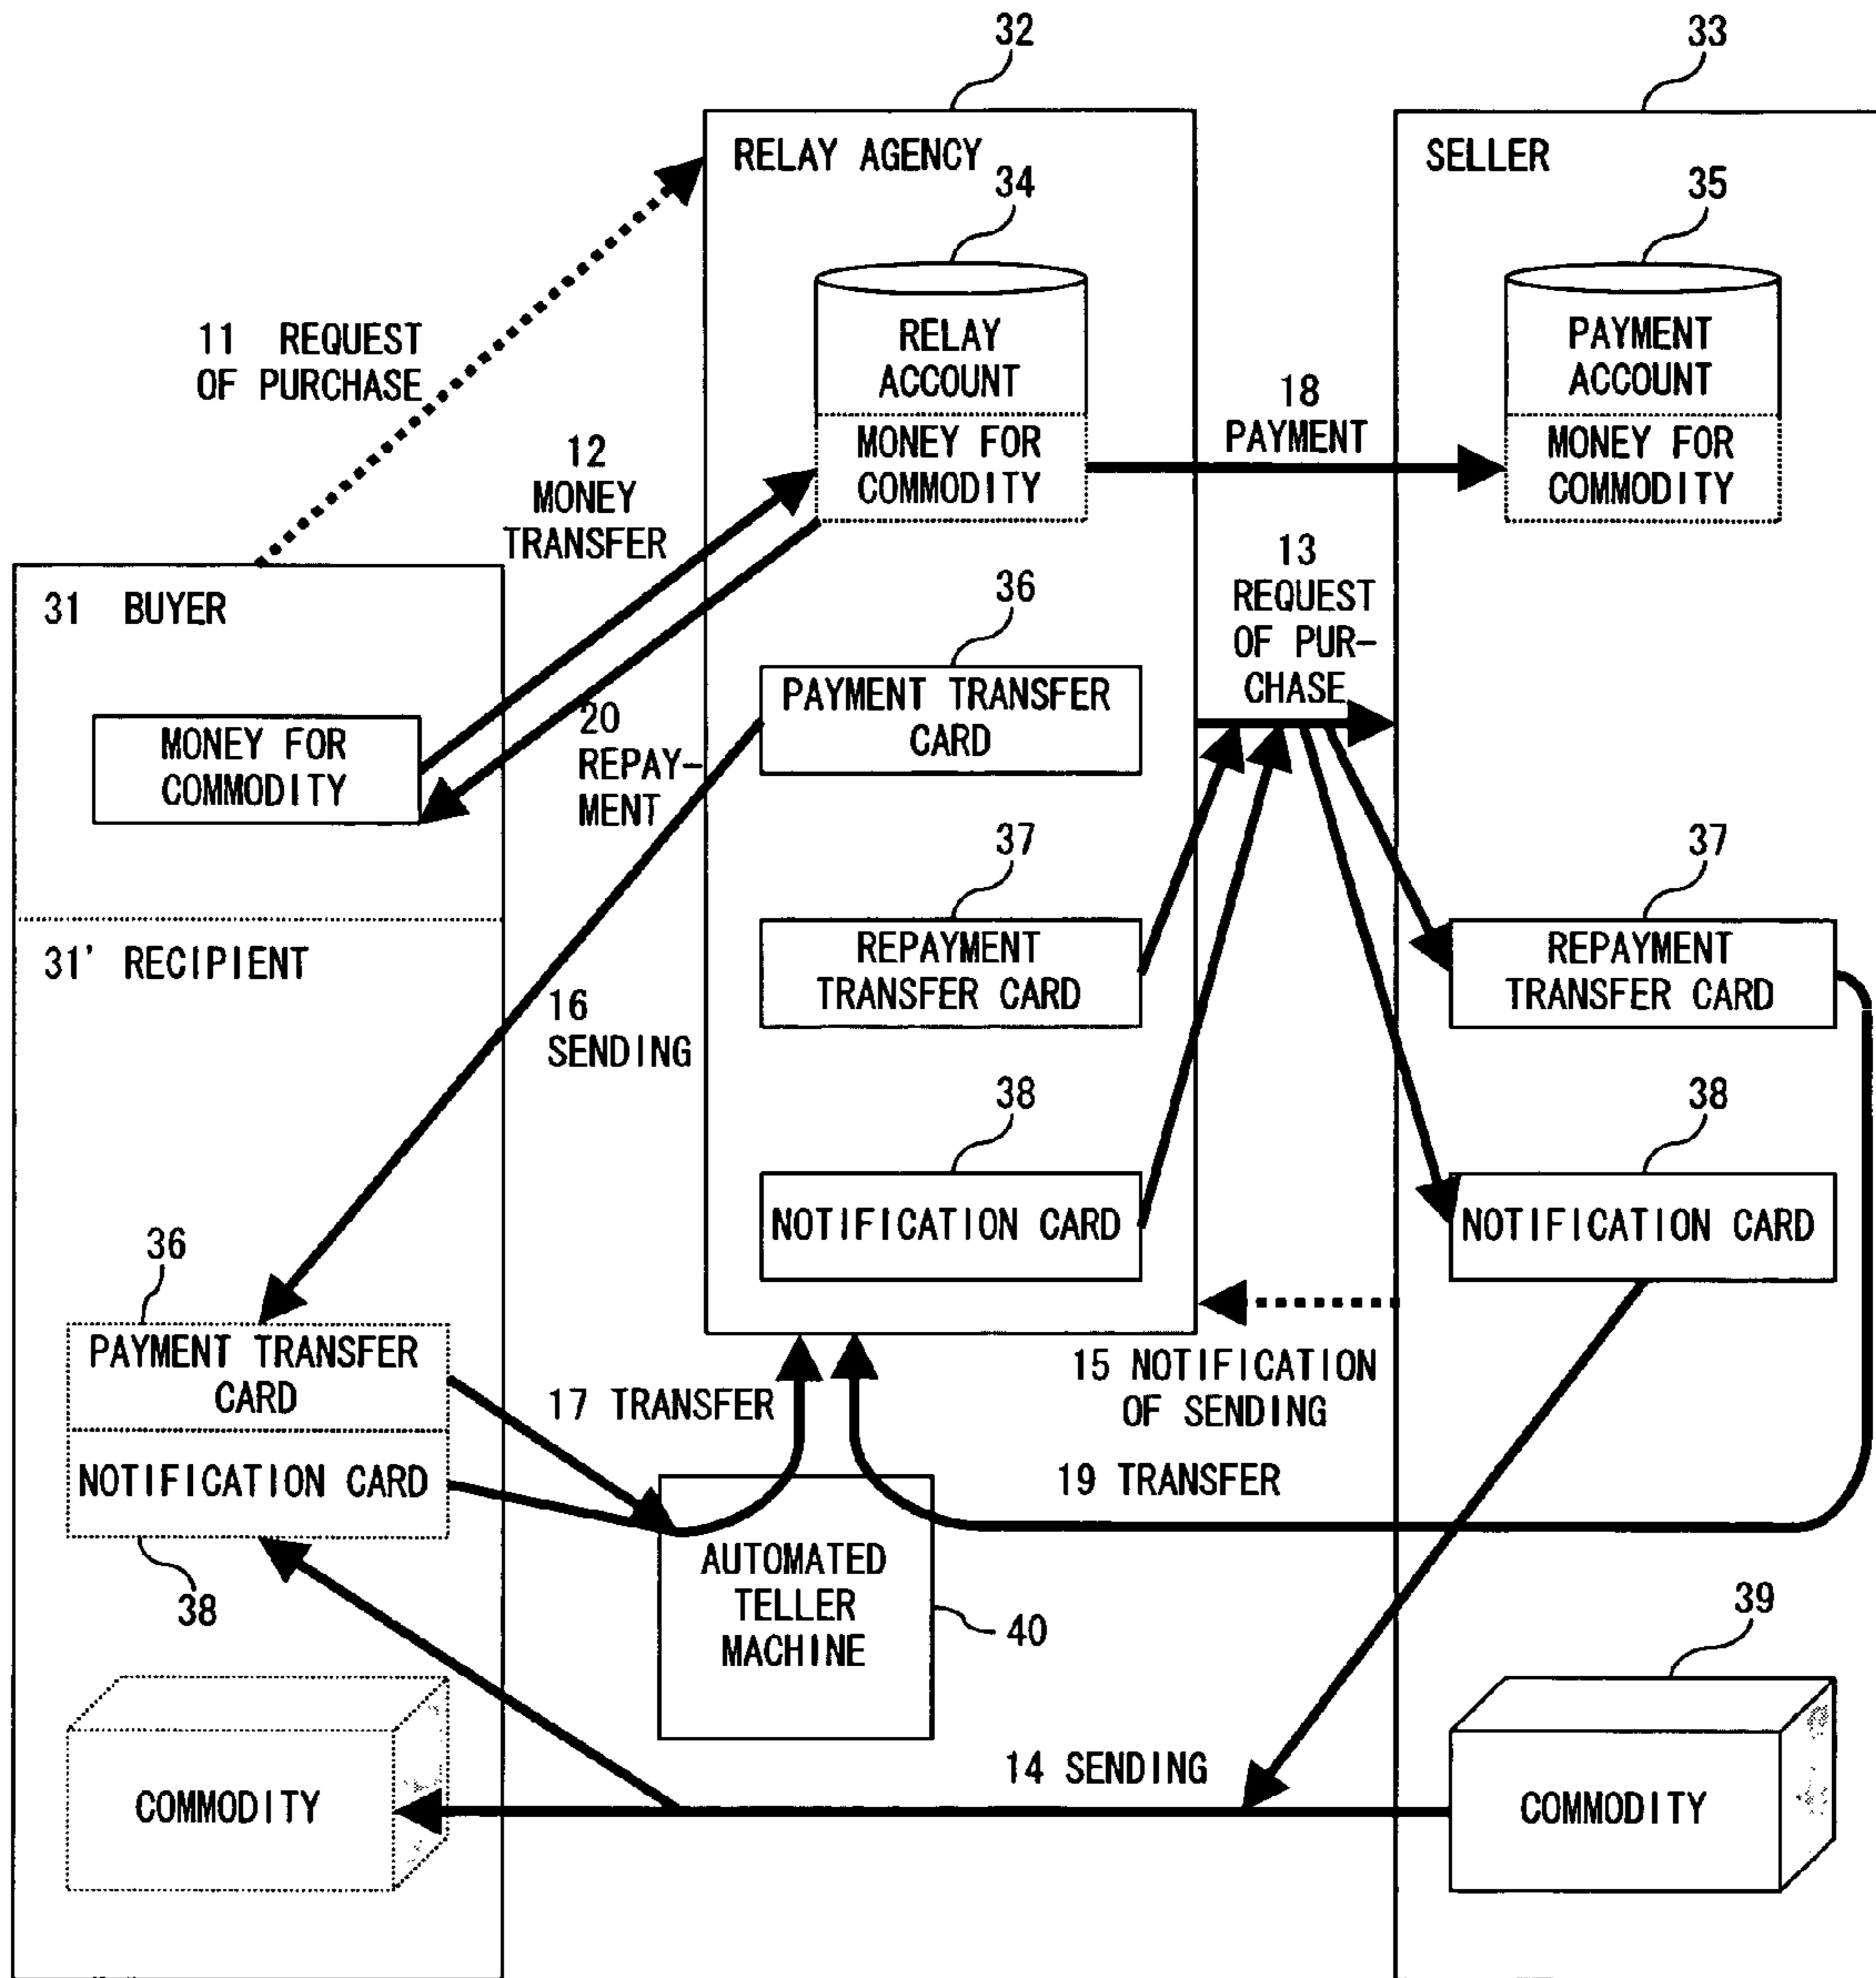 32
33
RELAY AGENCY
SELLER
34
35
11 REQUEST
OF PURCHASE
RELAY
ACCOUNT
MONEY FOR
COMMODITY
PAYMENT
ACCOUNT
MONEY FOR
COMMODITY
18
PAYMENT
12
MONEY
TRANSFER
13
REQUEST
OF PUR-
CHASE
31 BUYER
36
PAYMENT TRANSFER
CARD
MONEY FOR
COMMODITY
20
REPAY-
MENT
37
37
31' RECIPIENT
REPAYMENT
TRANSFER CARD
REPAYMENT
TRANSFER CARD
16
SENDING
38
38
NOTIFICATION CARD
NOTIFICATION CARD
36
PAYMENT TRANSFER
CARD
NOTIFICATION CARD
38
17 TRANSFER
15 NOTIFICATION
OF SENDING
19 TRANSFER
AUTOMATED
TELLER
MACHINE
40
39
14 SENDING
COMMODITY
COMMODITY